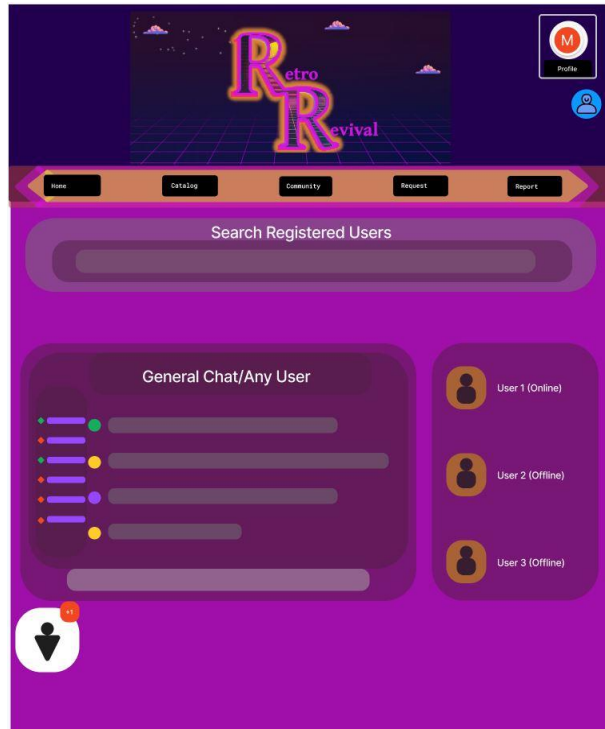 Retro
Revival
M
Profile
Home
Catalog
Community
Request
Report
Search Registered Users
General Chat/Any User
User 1 (Online)
User 2 (Offline)
User 3 (Offline)
+1